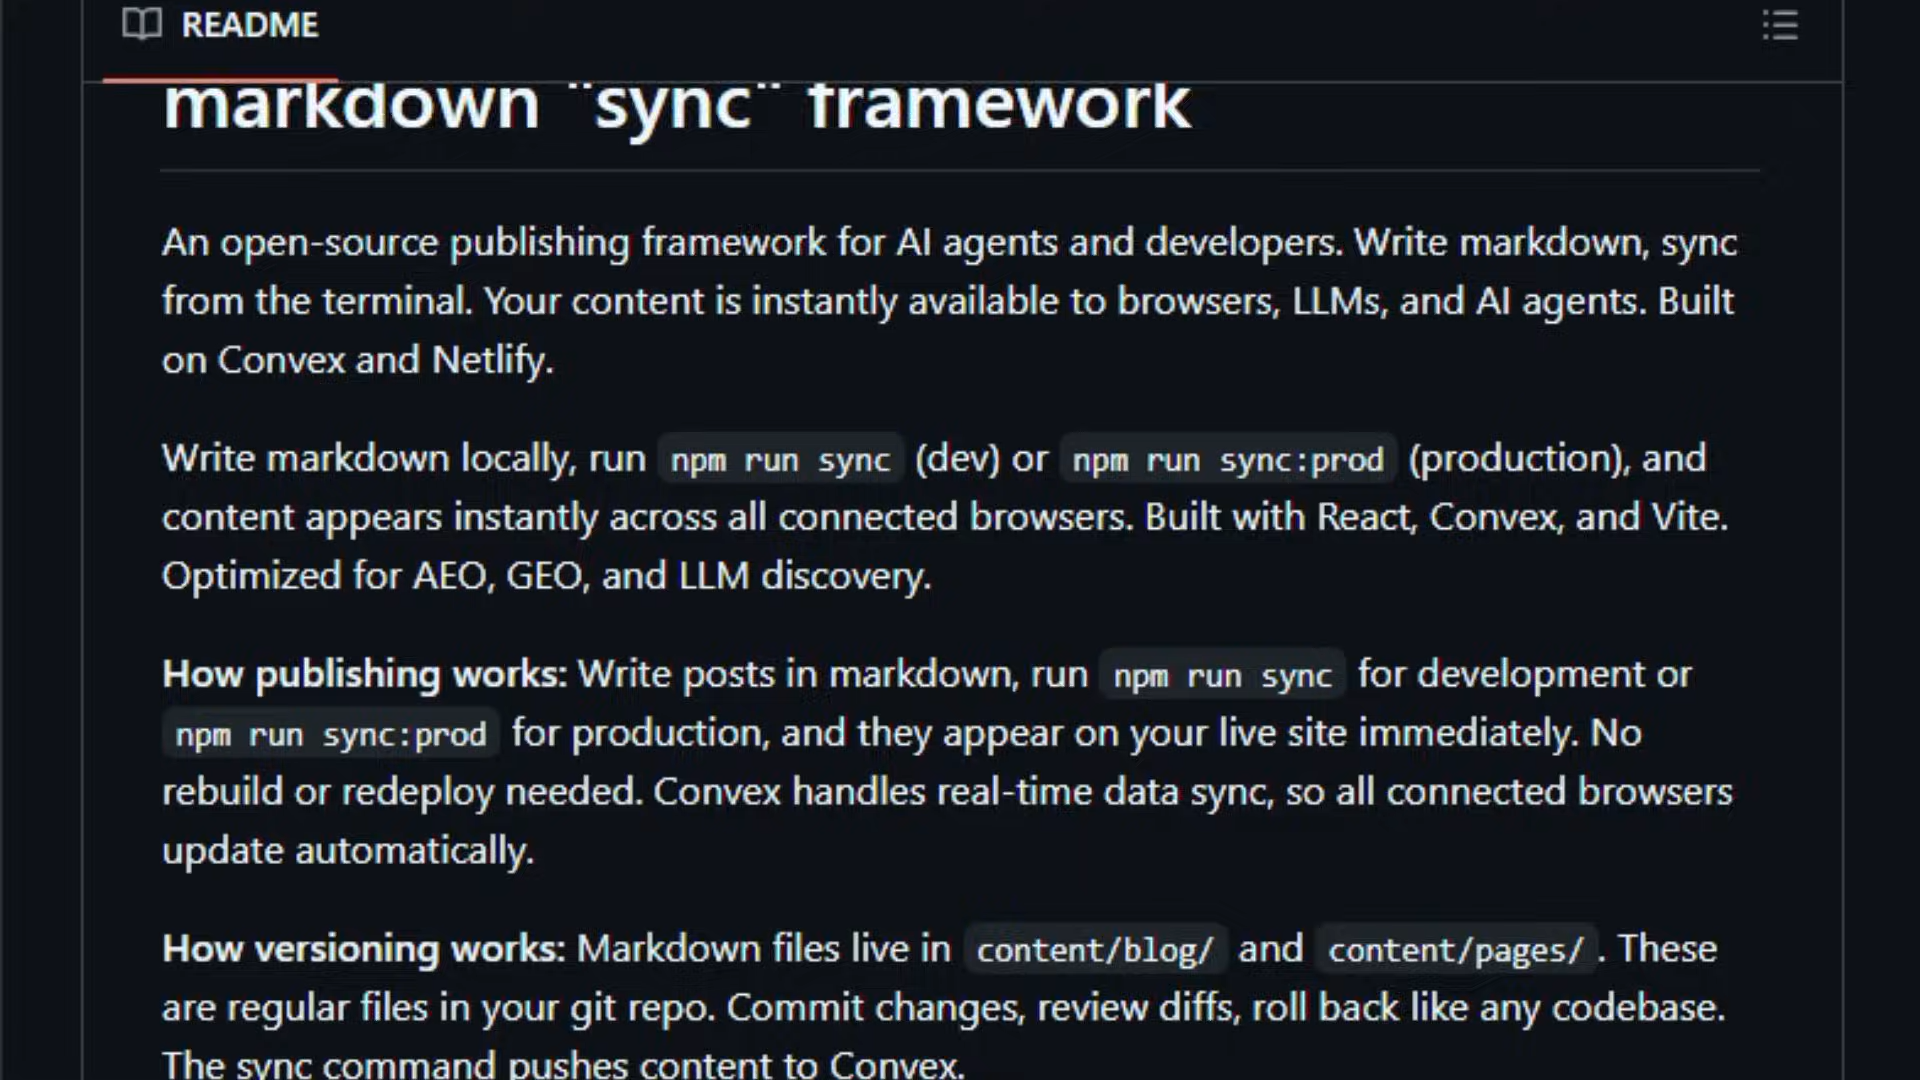 README
markdown "sync" framework
An open-source publishing framework for AI agents and developers. Write markdown, sync
from the terminal. Your content is instantly available to browsers, LLMs, and AI agents. Built
on Convex and Netlify.
Write markdown locally, run npm run sync (dev) or npm run sync:prod (production), and
content appears instantly across all connected browsers. Built with React, Convex, and Vite.
Optimized for AEO, GEO, and LLM discovery.
How publishing works: Write posts in markdown, run npm run sync for development or
npm run sync:prod for production, and they appear on your live site immediately. No
rebuild or redeploy needed. Convex handles real-time data sync, so all connected browsers
update automatically.
How versioning works: Markdown files live in content/blog/ and content/pages/. These
are regular files in your git repo. Commit changes, review diffs, roll back like any codebase.
The sync command pushes content to Convex.